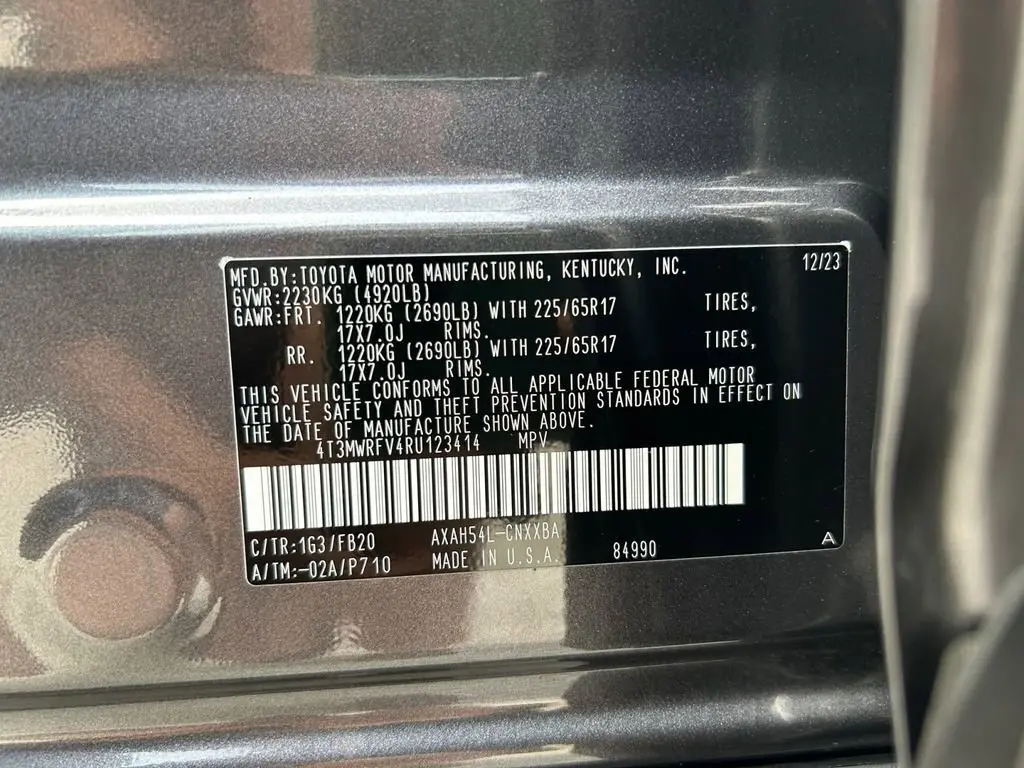 MFD.BY:TOYOTA MOTOR MANUFACTURING, KENTUCKY, INC. 12/23
GVWR:2230KG (4920LB)
GAWR:FRT. 1220KG (2690LB) WITH 225/65R17 TIRES,
17X7.0J RIMS.
RR. 1220KG (2690LB) WITH 225/65R17 TIRES,
17X7.0J RIMS.
THIS VEHICLE CONFORMS TO ALL APPLICABLE FEDERAL MOTOR
VEHICLE SAFETY AND THEFT PREVENTION STANDARDS IN EFFECT ON
THE DATE OF MANUFACTURE SHOWN ABOVE.
4T3MWRFV4RU123414 MPV
C/TR:1G3/FB20 AXAH54L-CNXXBA
A/TM:-02A/P710 MADE IN U.S.A. 84990 A